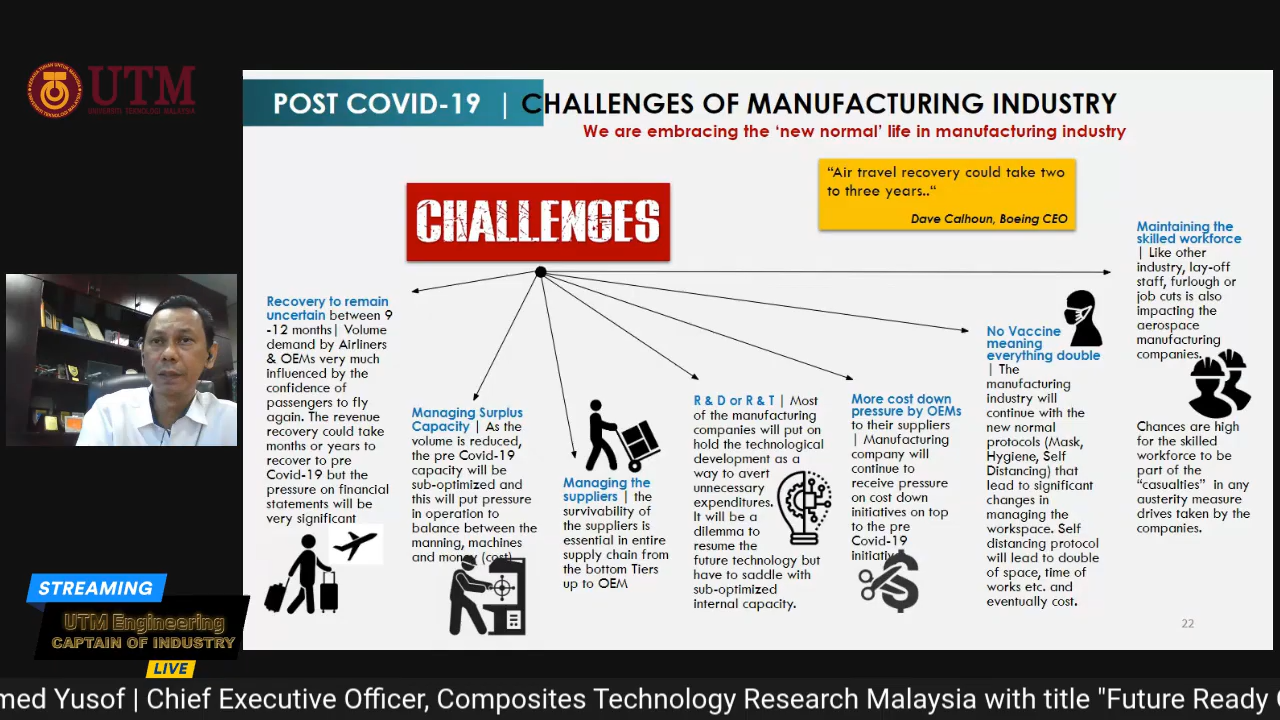 UTM
UNIVERSITI TEKNOLOGI MALAYSIA
POST COVID-19 | CHALLENGES OF MANUFACTURING INDUSTRY
We are embracing the ‘new normal’ life in manufacturing industry
“Air travel recovery could take two
to three years..“
Dave Calhoun, Boeing CEO
CHALLENGES
Recovery to remain
uncertain between 9
-12 months| Volume
demand by Airliners
& OEMs very much
influenced by the
confidence of
passengers to fly
again. The revenue
recovery could take
months or years to
recover to pre
Covid-19 but the
pressure on financial
statements will be
very significant
Managing Surplus
Capacity | As the
volume is reduced,
the pre Covid-19
capacity will be
sub-optimized and
this will put pressure
in operation to
balance between the
manning, machines
and money (cost)
Managing the
suppliers | the
survivability of
the suppliers is
essential in entire
supply chain from
the bottom Tiers
up to OEM
R & D or R & T | Most
of the manufacturing
companies will put on
hold the technological
development as a
way to avert
unnecessary
expenditures.
It will be a
dilemma to
resume the
future technology but
have to saddle with
sub-optimized
internal capacity.
More cost down
pressure by OEMs
to their suppliers
| Manufacturing
company will
continue to
receive pressure
on cost down
initiatives on top
to the pre
Covid-19
initiativ
No Vaccine
meaning
everything double
| The
manufacturing
industry will
continue with the
new normal
protocols (Mask,
Hygiene, Self
Distancing) that
lead to significant
changes in
managing the
workspace. Self
distancing protocol
will lead to double
of space, time of
works etc. and
eventually cost.
Maintaining the
skilled workforce
| Like other
industry, lay-off
staff, furlough or
job cuts is also
impacting the
aerospace
manufacturing
companies.
Chances are high
for the skilled
workforce to be
part of the
“casualties” in any
austerity measure
drives taken by the
companies.
22
STREAMING
UTM Engineering
CAPTAIN OF INDUSTRY
LIVE
med Yusof | Chief Executive Officer, Composites Technology Research Malaysia with title "Future Ready